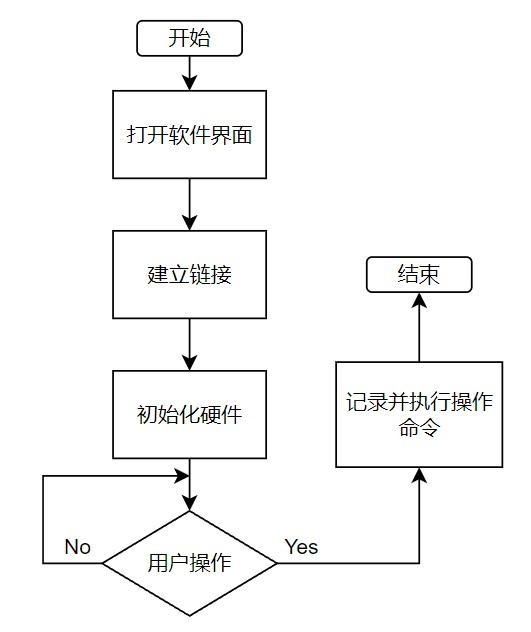 开始
打开软件界面
建立链接
初始化硬件
No
用户操作
Yes
记录并执行操作
命令
结束